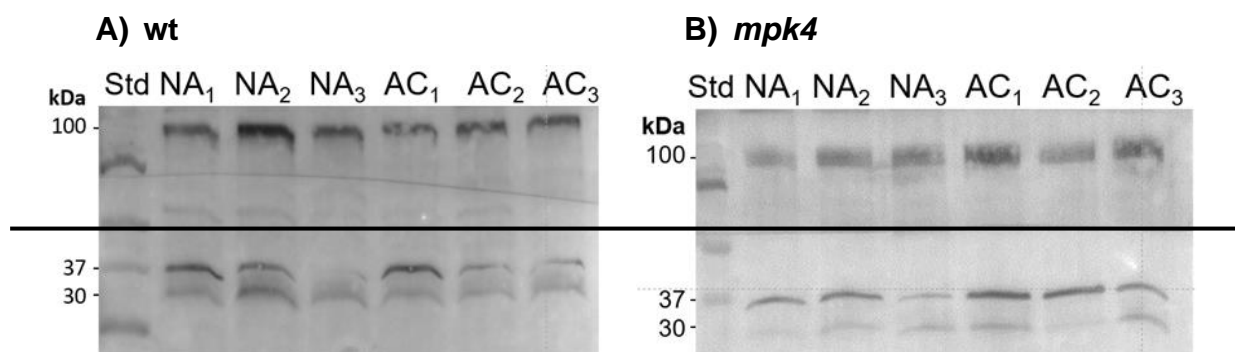 A) wt
Std NA₁ NA₂ NA₃ AC₁ AC₂ AC₃
kDa
100
37
30
B) mpk4
Std NA₁ NA₂ NA₃ AC₁ AC₂ AC₃
kDa
100
37
30